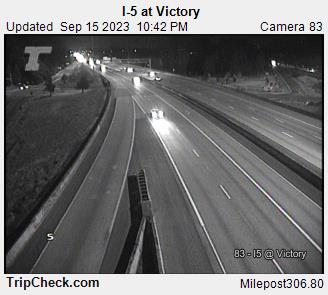 I-5 at Victory
Updated  Sep 15 2023  10:42 PM
Camera 83
S
83 - I5 @ Victory
TripCheck.com
Milepost306.80